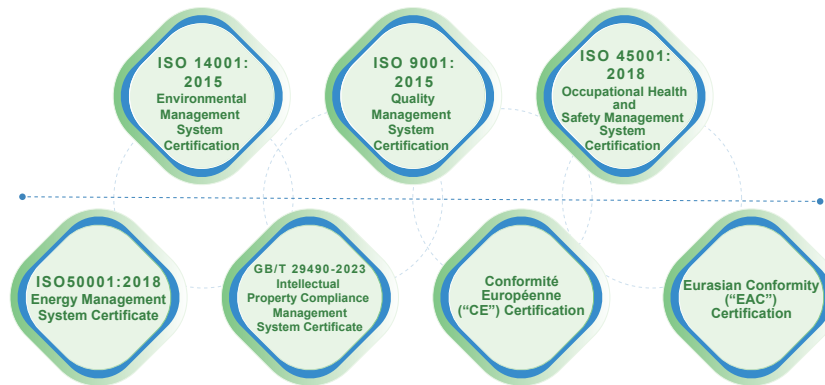 ISO 14001:
2015
Environmental
Management
System
Certification
ISO 9001:
2015
Quality
Management
System
Certification
ISO 45001:
2018
Occupational Health
and
Safety Management
System
Certification
ISO50001:2018
Energy Management
System Certificate
GB/T 29490-2023
Intellectual
Property Compliance
Management
System Certificate
Conformité
Européenne
(“CE”) Certification
Eurasian Conformity
(“EAC”)
Certification